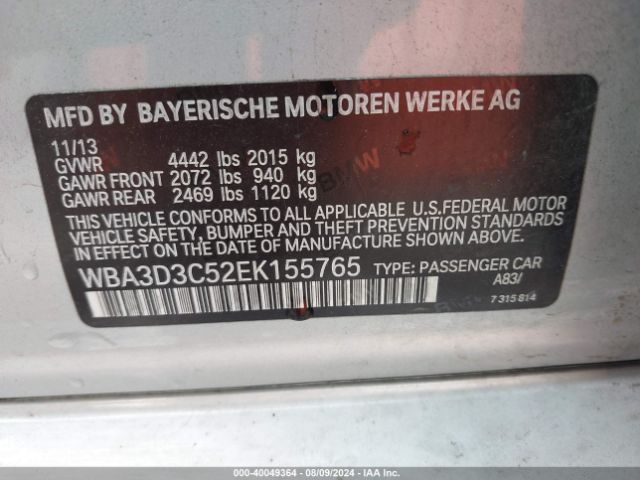 MFD BY BAYERISCHE MOTOREN WERKE AG
11/13
GVWR 4442 lbs 2015 kg
GAWR FRONT 2072 lbs 940 kg
GAWR REAR 2469 lbs 1120 kg
THIS VEHICLE CONFORMS TO ALL APPLICABLE U.S.FEDERAL MOTOR
VEHICLE SAFETY, BUMPER AND THEFT PREVENTION STANDARDS
IN EFFECT ON THE DATE OF MANUFACTURE SHOWN ABOVE.
WBA3D3C52EK155765 TYPE: PASSENGER CAR
A83/
7 315 814
000-40049364 - 08/09/2024 - IAA Inc.